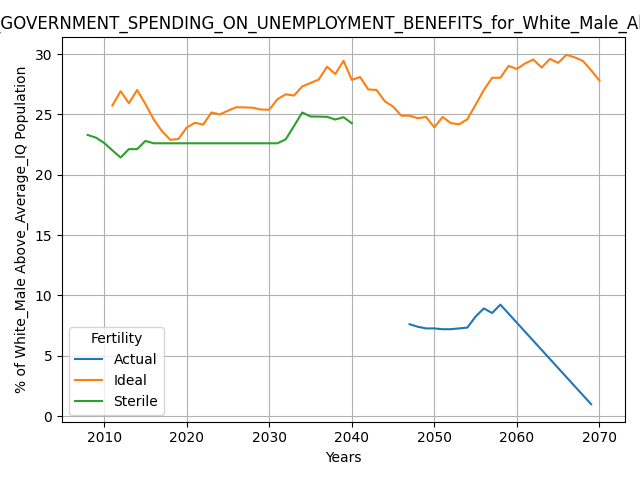 _GOVERNMENT_SPENDING_ON_UNEMPLOYMENT_BENEFITS_for_White_Male_A
% of White_Male Above_Average_IQ Population
30
25
20
15
10
5
0
Fertility
Actual
Ideal
Sterile
2010 2020 2030 2040 2050 2060 2070
Years